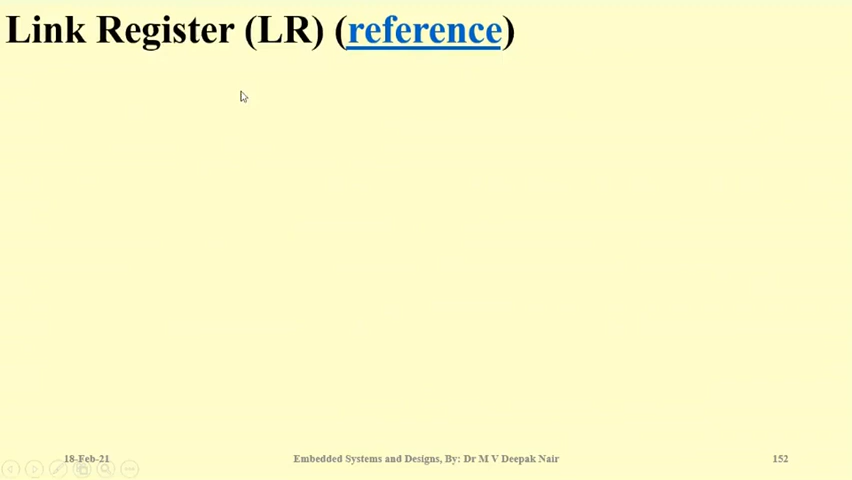 Link Register (LR) (reference)
18-Feb-21
Embedded Systems and Designs, By: Dr M V Deepak Nair
152